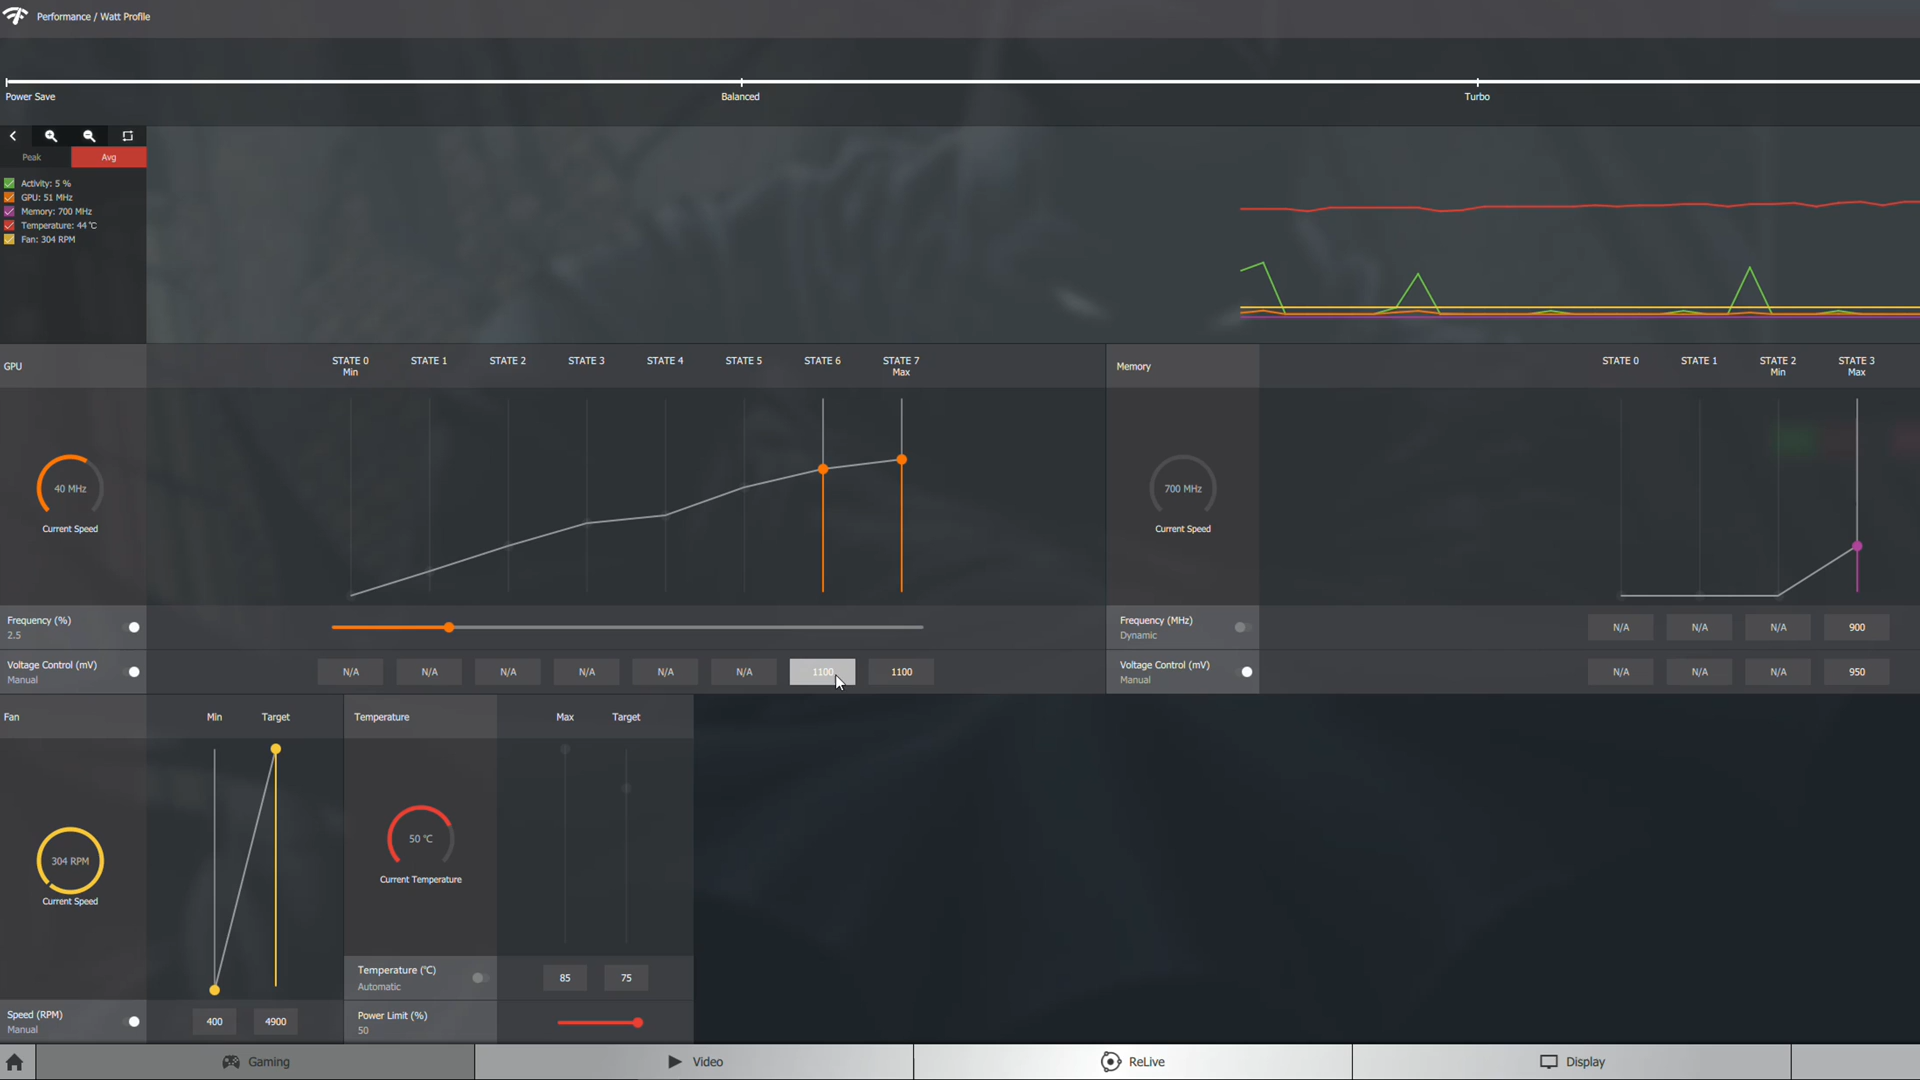 Performance / Watt Profile
Power Save
Balanced
Turbo
Peak
Avg
Activity: 5 %
GPU: 51 MHz
Memory: 700 MHz
Temperature: 44 °C
Fan: 304 RPM
GPU
STATE 0
Min
STATE 1
STATE 2
STATE 3
STATE 4
STATE 5
STATE 6
STATE 7
Max
40 MHz
Current Speed
Frequency (%)
2.5
Voltage Control (mV)
Manual
N/A
N/A
N/A
N/A
N/A
N/A
1100
1100
Memory
STATE 0
STATE 1
STATE 2
Min
STATE 3
Max
700 MHz
Current Speed
Frequency (MHz)
Dynamic
N/A
N/A
N/A
900
Voltage Control (mV)
Manual
N/A
N/A
N/A
950
Fan
Min
Target
304 RPM
Current Speed
Speed (RPM)
Manual
400
4900
Temperature
Max
Target
50 °C
Current Temperature
Temperature (°C)
Automatic
85
75
Power Limit (%)
50
Gaming
Video
ReLive
Display